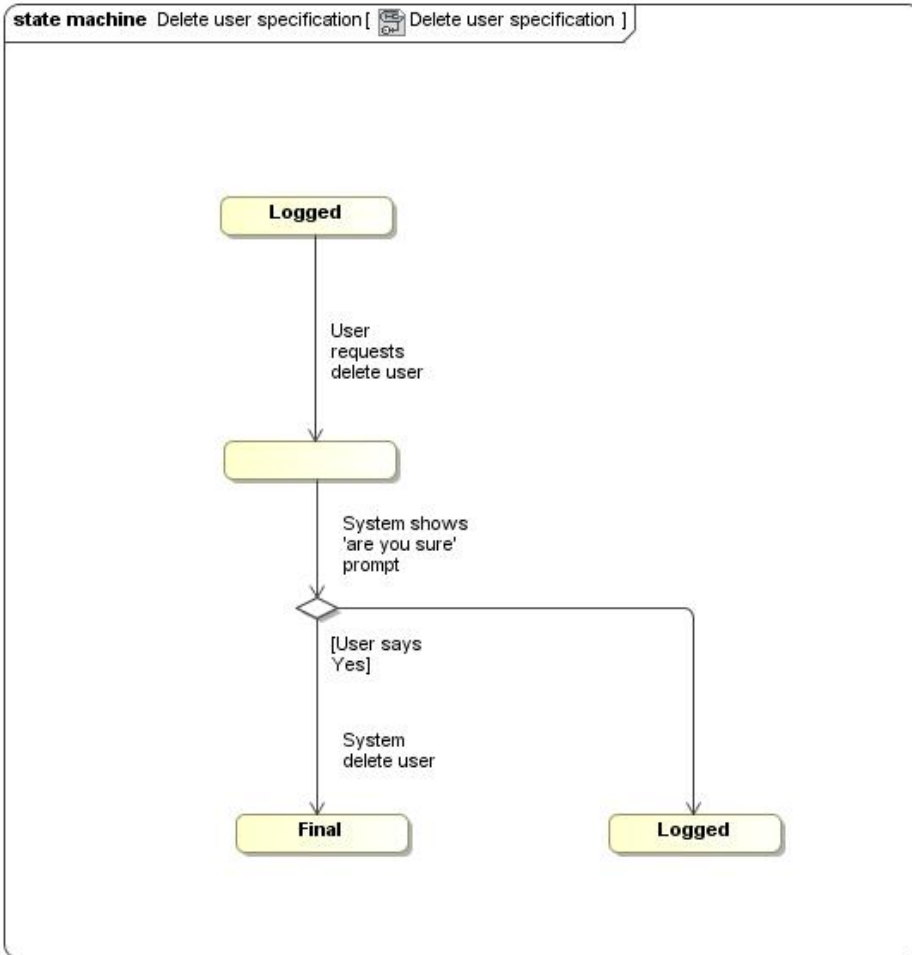 state machine Delete user specification [ Delete user specification ]
Logged
User
requests
delete user
System shows
'are you sure'
prompt
[User says
Yes]
System
delete user
Final
Logged